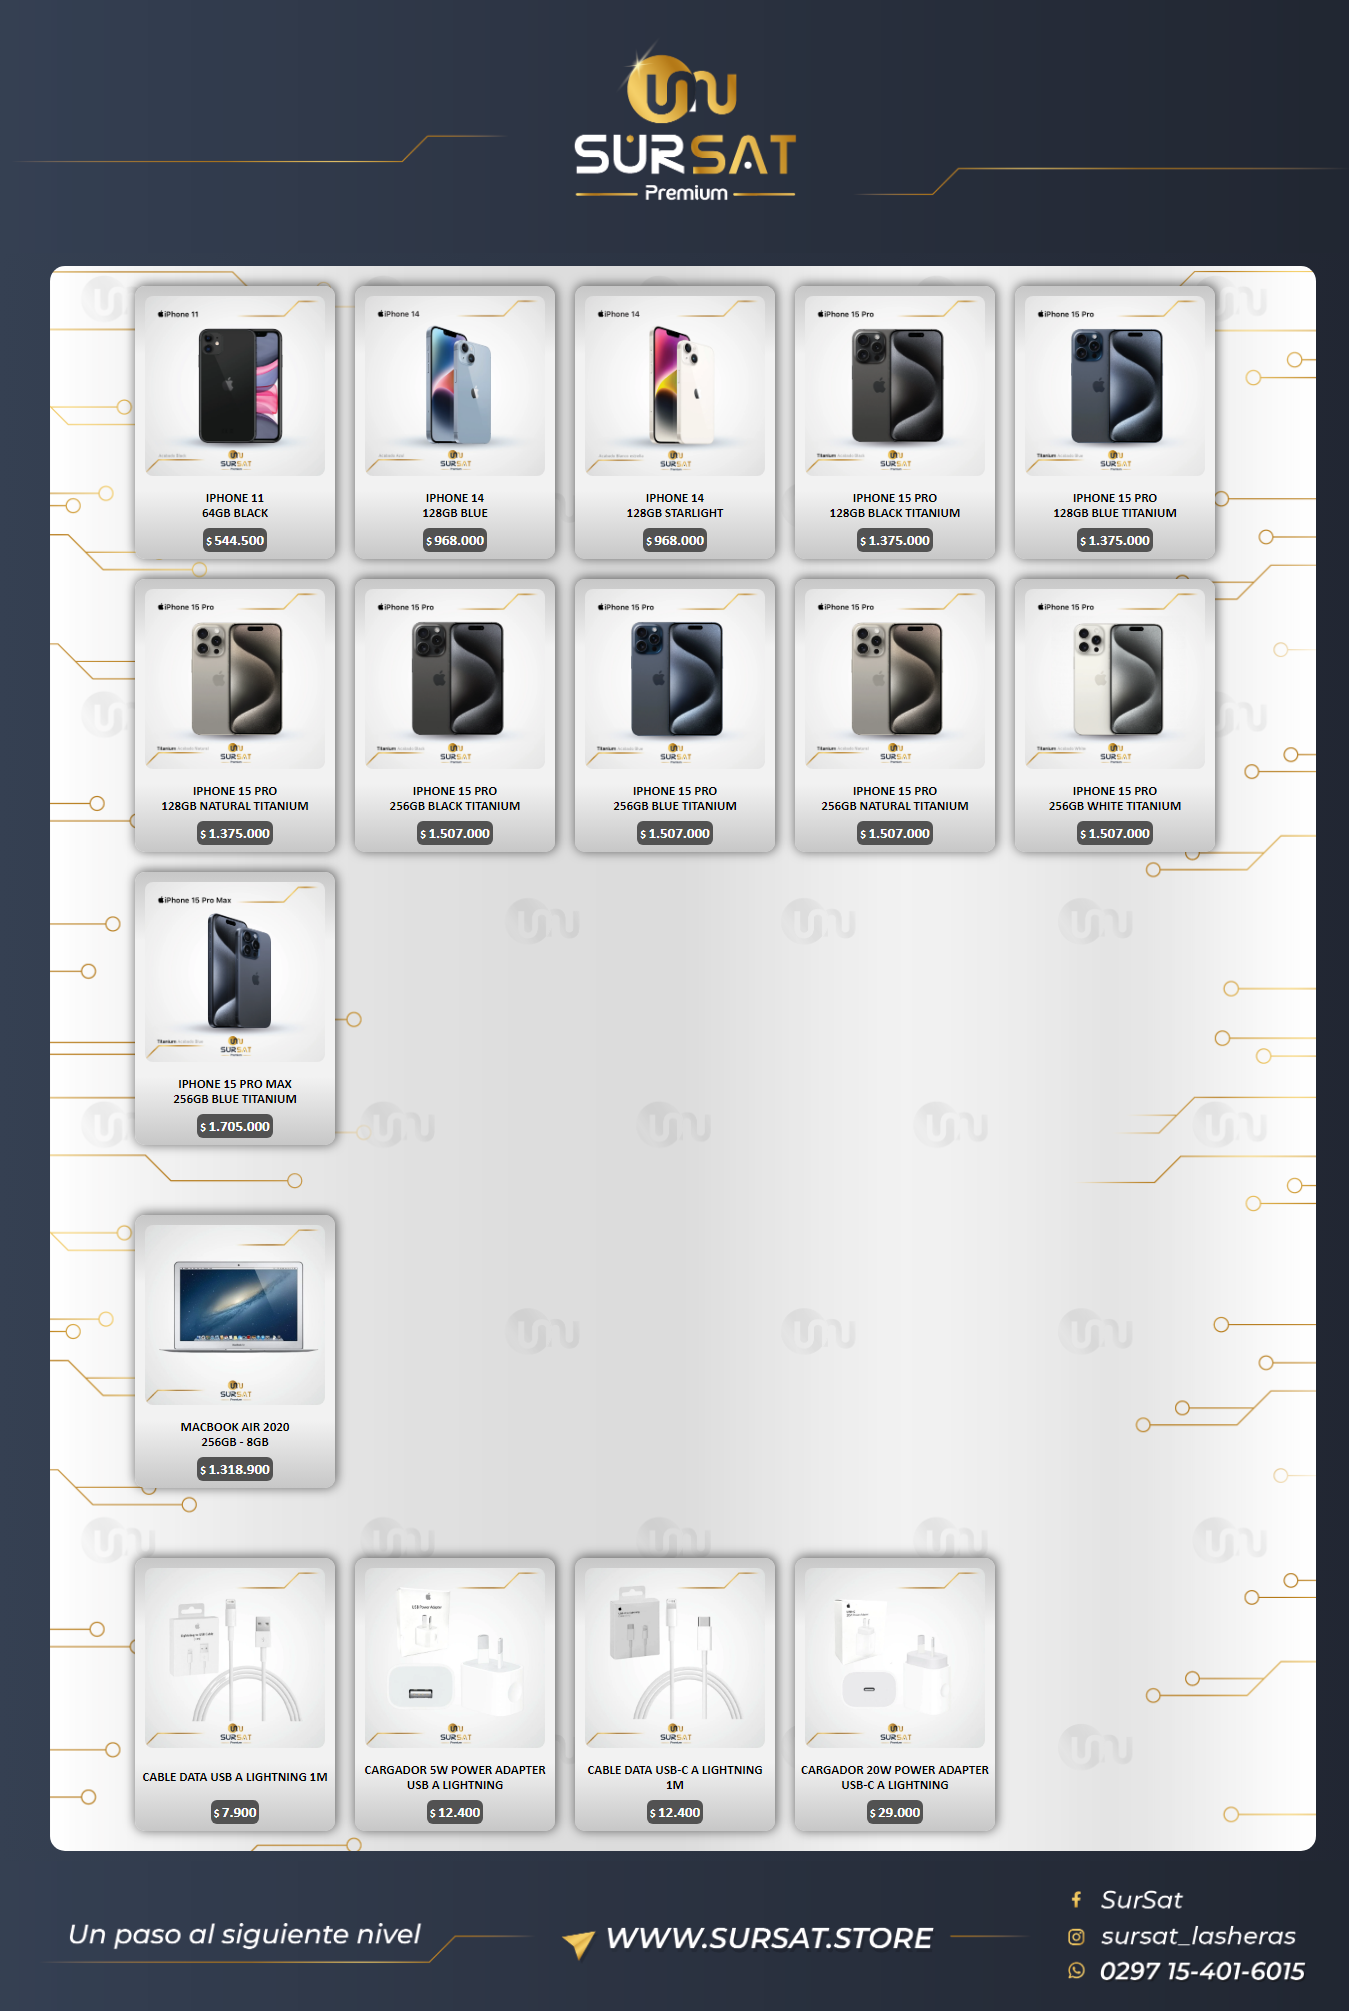 SURSAT
Premium
iPhone 11
IPHONE 11
64GB BLACK
$ 544.500
iPhone 14
IPHONE 14
128GB BLUE
$ 968.000
iPhone 14
IPHONE 14
128GB STARLIGHT
$ 968.000
iPhone 15 Pro
Titanium
IPHONE 15 PRO
128GB BLACK TITANIUM
$ 1.375.000
iPhone 15 Pro
Titanium
IPHONE 15 PRO
128GB BLUE TITANIUM
$ 1.375.000
iPhone 15 Pro
Titanium
SURSAT
IPHONE 15 PRO
128GB NATURAL TITANIUM
$ 1.375.000
iPhone 15 Pro
Titanium
SURSAT
IPHONE 15 PRO
256GB BLACK TITANIUM
$ 1.507.000
iPhone 15 Pro
Titanium
SURSAT
IPHONE 15 PRO
256GB BLUE TITANIUM
$ 1.507.000
iPhone 15 Pro
Titanium
SURSAT
IPHONE 15 PRO
256GB NATURAL TITANIUM
$ 1.507.000
iPhone 15 Pro
Titanium
SURSAT
IPHONE 15 PRO
256GB WHITE TITANIUM
$ 1.507.000
iPhone 15 Pro Max
Titanium
SURSAT
IPHONE 15 PRO MAX
256GB BLUE TITANIUM
$ 1.705.000
SURSAT
MACBOOK AIR 2020
256GB - 8GB
$ 1.318.900
SURSAT
CABLE DATA USB A LIGHTNING 1M
$ 7.900
SURSAT
CARGADOR 5W POWER ADAPTER
USB A LIGHTNING
$ 12.400
SURSAT
CABLE DATA USB-C A LIGHTNING
1M
$ 12.400
SURSAT
CARGADOR 20W POWER ADAPTER
USB-C A LIGHTNING
$ 29.000
Un paso al siguiente nivel
WWW.SURSAT.STORE
SurSat
sursat_lasheras
0297 15-401-6015